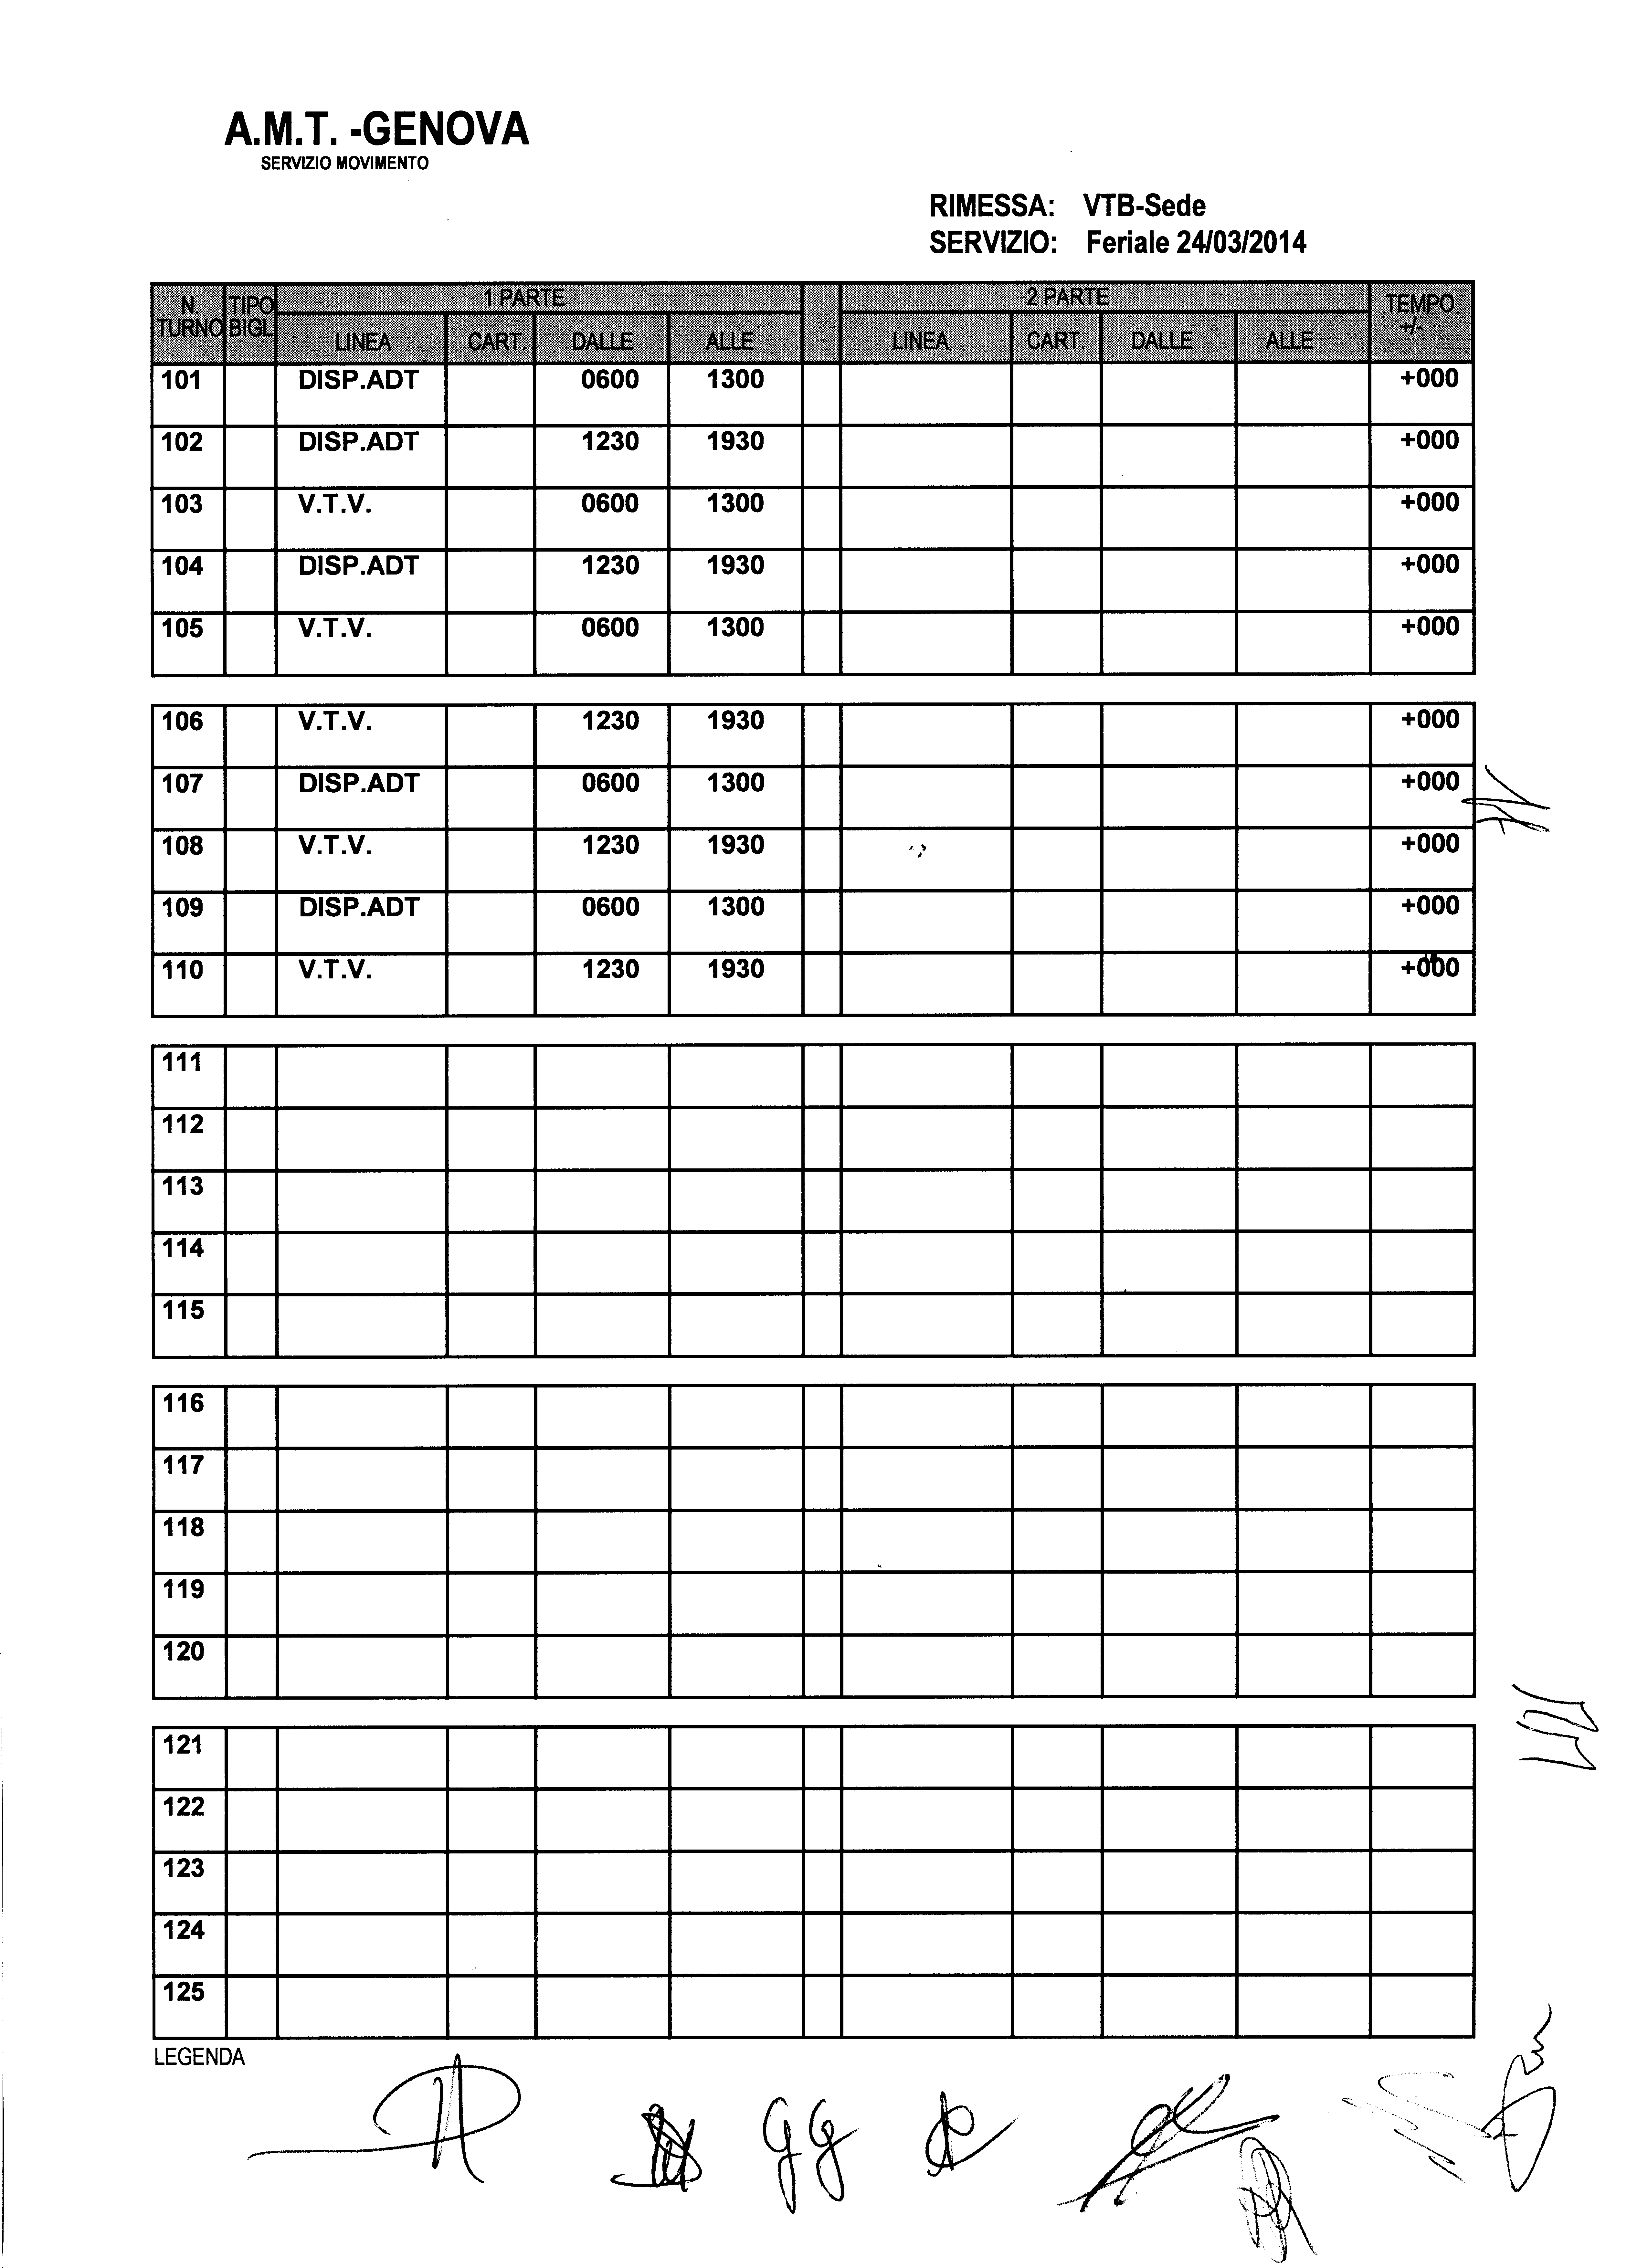 A.M.T. -GENOVA
SERVIZIO MOVIMENTO
RIMESSA: VTB-Sede
SERVIZIO: Feriale 24/03/2014
N. TURNO TIPO BIGL 1 PARTE 2 PARTE TEMPO +/-
LINEA CART. DALLE ALLE LINEA CART. DALLE ALLE
101 DISP.ADT 0600 1300 +000
102 DISP.ADT 1230 1930 +000
103 V.T.V. 0600 1300 +000
104 DISP.ADT 1230 1930 +000
105 V.T.V. 0600 1300 +000
106 V.T.V. 1230 1930 +000
107 DISP.ADT 0600 1300 +000
108 V.T.V. 1230 1930 +000
109 DISP.ADT 0600 1300 +000
110 V.T.V. 1230 1930 +000
111
112
113
114
115
116
117
118
119
120
121
122
123
124
125
LEGENDA